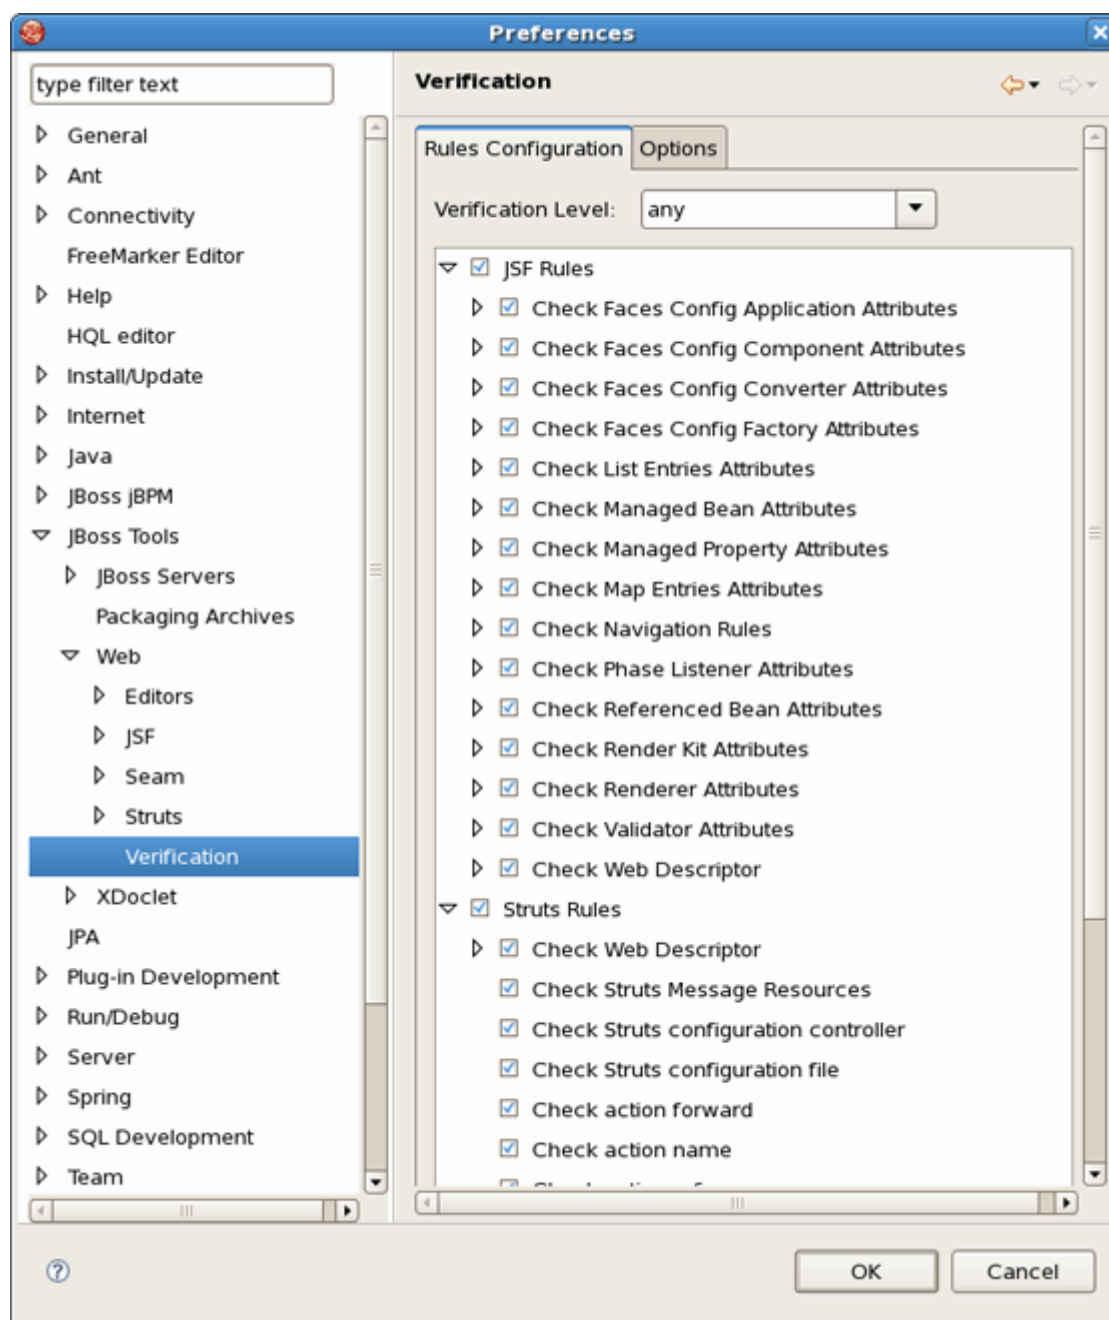 Preferences
type filter text
General
Ant
Connectivity
FreeMarker Editor
Help
HQL editor
Install/Update
Internet
Java
JBoss jBPM
JBoss Tools
JBoss Servers
Packaging Archives
Web
Editors
JSF
Seam
Struts
Verification
XDoclet
JPA
Plug-in Development
Run/Debug
Server
Spring
SQL Development
Team
Verification
Rules Configuration Options
Verification Level: any
JSF Rules
Check Faces Config Application Attributes
Check Faces Config Component Attributes
Check Faces Config Converter Attributes
Check Faces Config Factory Attributes
Check List Entries Attributes
Check Managed Bean Attributes
Check Managed Property Attributes
Check Map Entries Attributes
Check Navigation Rules
Check Phase Listener Attributes
Check Referenced Bean Attributes
Check Render Kit Attributes
Check Renderer Attributes
Check Validator Attributes
Check Web Descriptor
Struts Rules
Check Web Descriptor
Check Struts Message Resources
Check Struts configuration controller
Check Struts configuration file
Check action forward
Check action name
OK Cancel